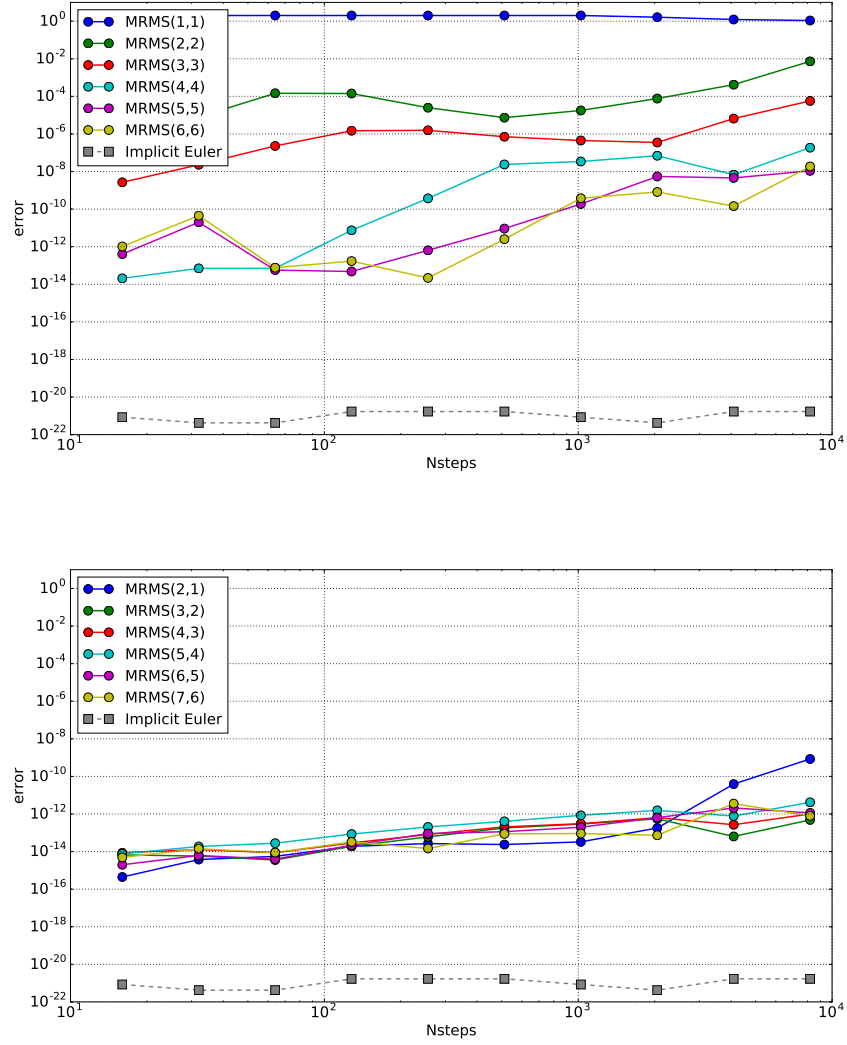 10^0
10^-2
10^-4
10^-6
10^-8
10^-10
10^-12
10^-14
10^-16
10^-18
10^-20
10^-22
error
MRMS(1,1)
MRMS(2,2)
MRMS(3,3)
MRMS(4,4)
MRMS(5,5)
MRMS(6,6)
Implicit Euler
10^1 10^2 10^3 10^4
Nsteps
10^0
10^-2
10^-4
10^-6
10^-8
10^-10
10^-12
10^-14
10^-16
10^-18
10^-20
10^-22
error
MRMS(2,1)
MRMS(3,2)
MRMS(4,3)
MRMS(5,4)
MRMS(6,5)
MRMS(7,6)
Implicit Euler
10^1 10^2 10^3 10^4
Nsteps